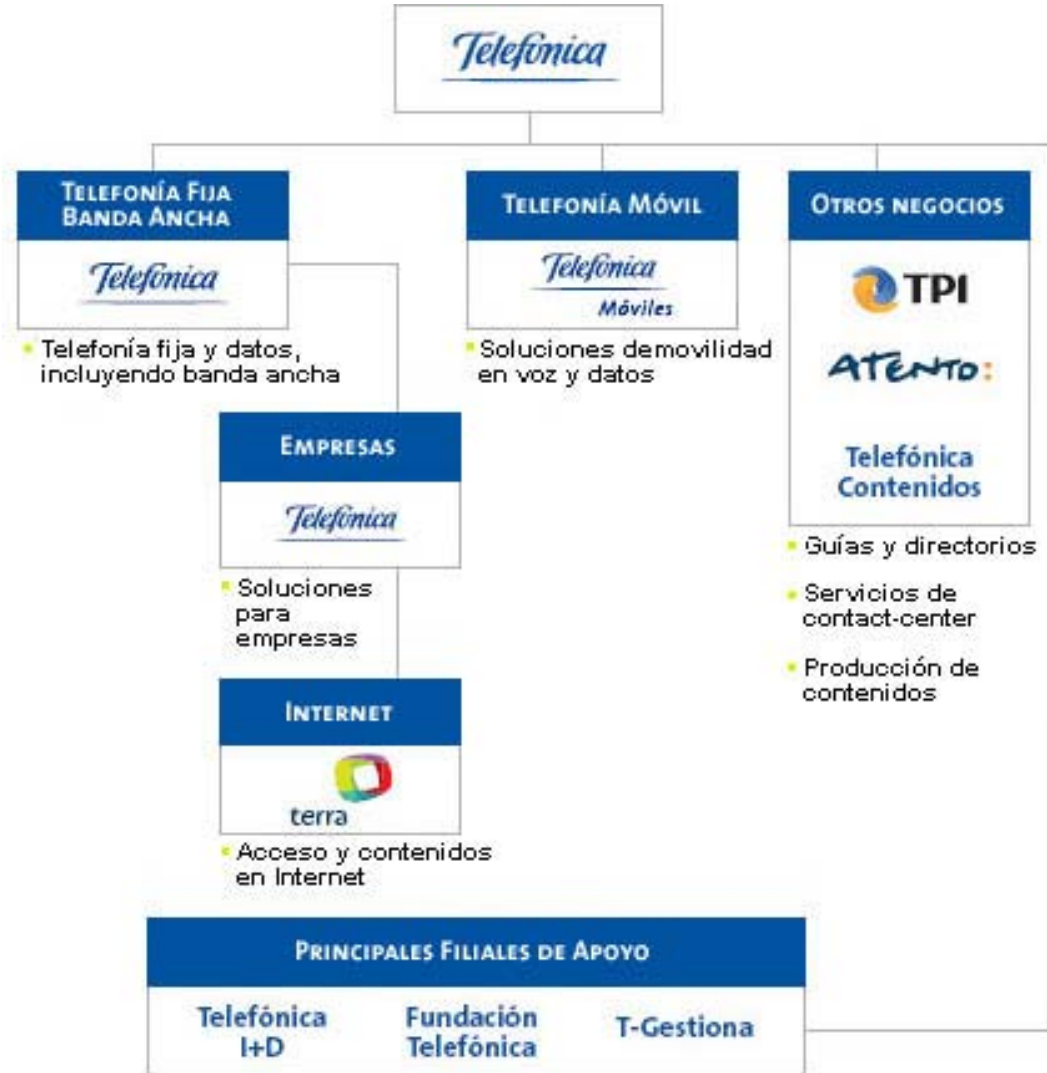 Telefónica
TELEFONÍA FIJA
BANDA ANCHA
Telefónica
Telefonía fija y datos,
incluyendo banda ancha
EMPRESAS
Telefónica
Soluciones
para
empresas
INTERNET
terra
Acceso y contenidos
en Internet
TELEFONÍA MÓVIL
Telefónica
Móviles
Soluciones demovilidad
en voz y datos
OTROS NEGOCIOS
TPI
ATENTO:
Telefónica
Contenidos
Guías y directorios
Servicios de
contact-center
Producción de
contenidos
PRINCIPALES FILIALES DE APOYO
Telefónica
I+D
Fundación
Telefónica
T-Gestiona